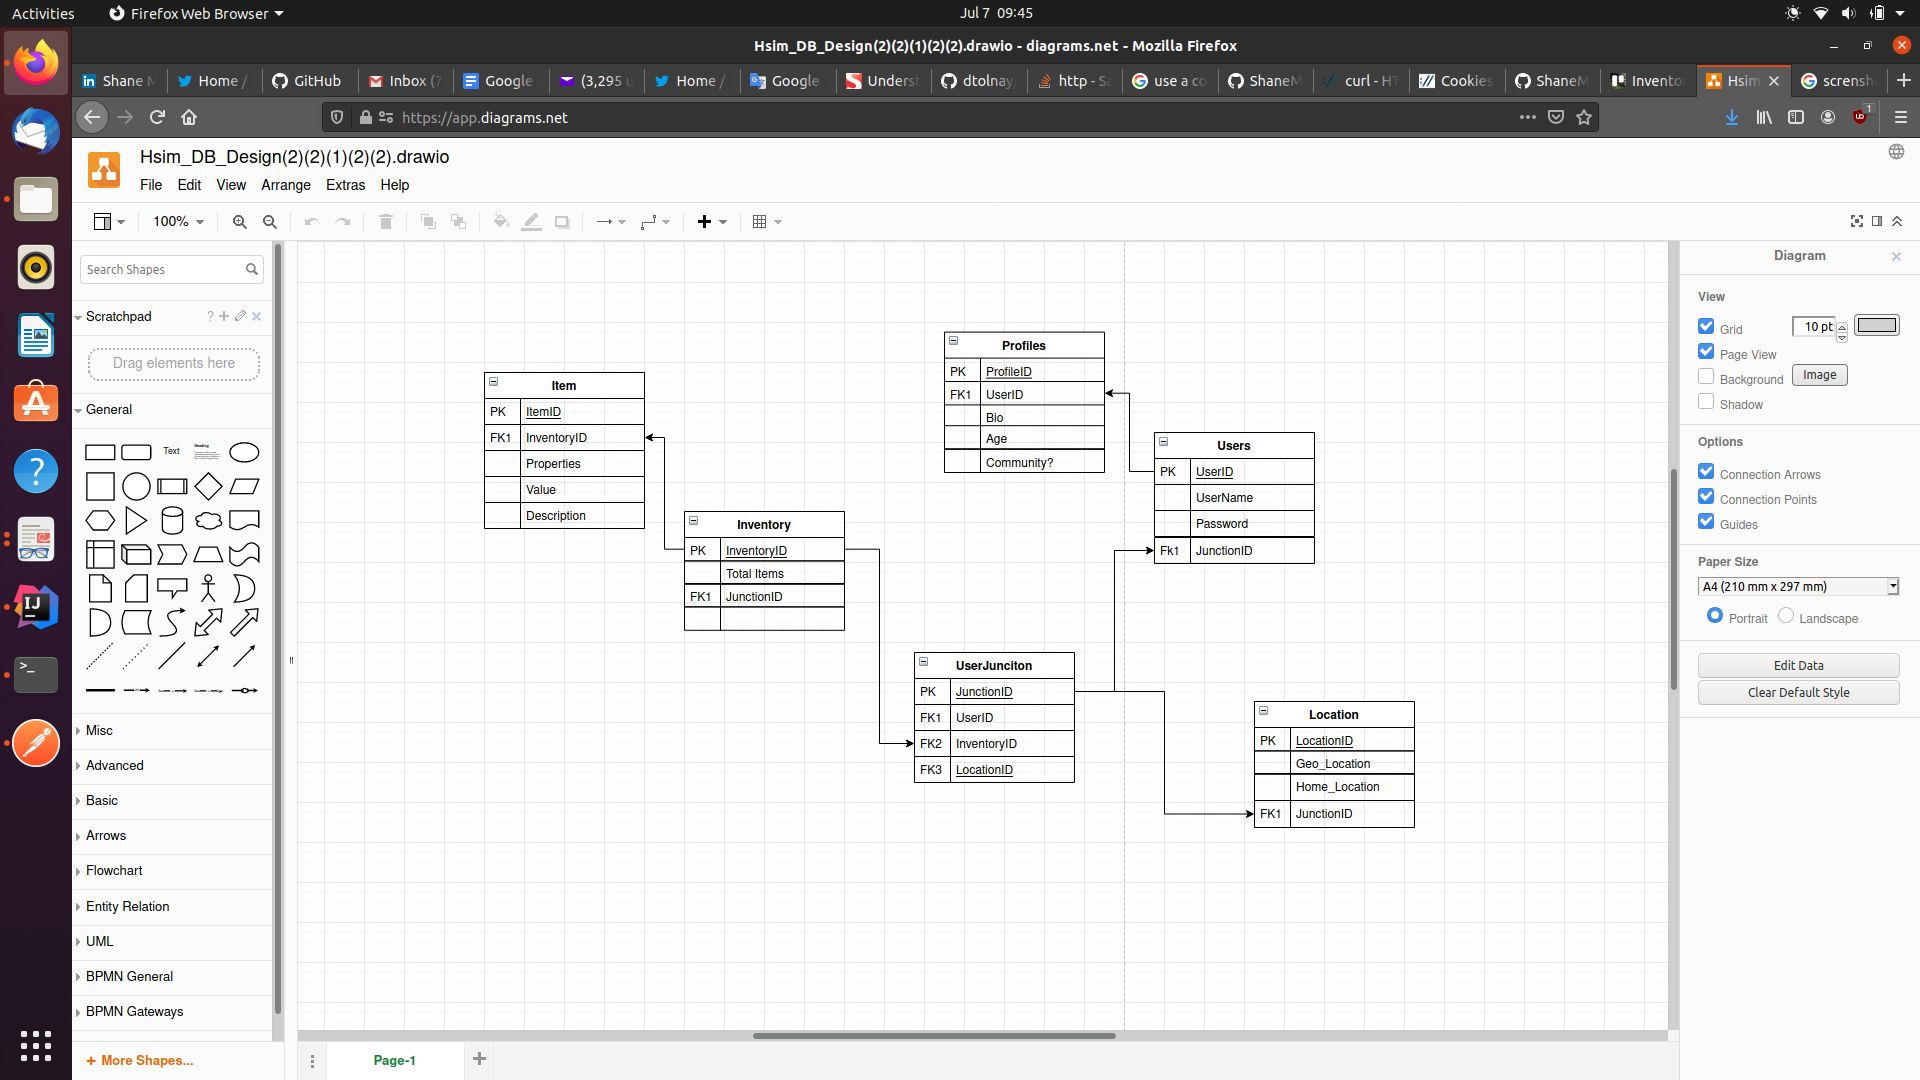 Activities
Firefox Web Browser
Jul 7 09:45
Hsim_DB_Design(2)(2)(1)(2)(2).drawio - diagrams.net - Mozilla Firefox
Shane M
Home /
GitHub
Inbox (7
Google
(3,295 u
Home /
Google
Underst
dtolnay
http - Sa
use a co
ShaneM
curl - HT
Cookies
ShaneM
Invento
Hsim
scrensh
https://app.diagrams.net
1
Hsim_DB_Design(2)(2)(1)(2)(2).drawio
File Edit View Arrange Extras Help
100%
Search Shapes
Scratchpad
?
Drag elements here
General
Text
Heading
Misc
Advanced
Basic
Arrows
Flowchart
Entity Relation
UML
BPMN General
BPMN Gateways
+ More Shapes...
Item
PK ItemID
FK1 InventoryID
Properties
Value
Description
Inventory
PK InventoryID
Total Items
FK1 JunctionID
Profiles
PK ProfileID
FK1 UserID
Bio
Age
Community?
Users
PK UserID
UserName
Password
Fk1 JunctionID
UserJunciton
PK JunctionID
FK1 UserID
FK2 InventoryID
FK3 LocationID
Location
PK LocationID
Geo_Location
Home_Location
FK1 JunctionID
Page-1
Diagram
View
Grid
10 pt
Page View
Background
Image
Shadow
Options
Connection Arrows
Connection Points
Guides
Paper Size
A4 (210 mm x 297 mm)
Portrait Landscape
Edit Data
Clear Default Style